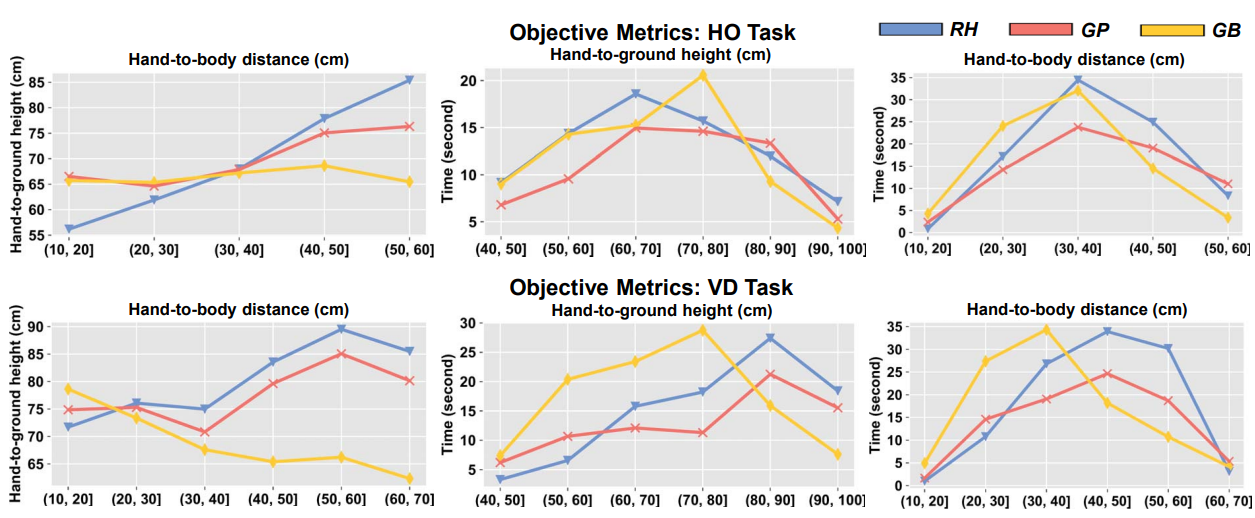 Objective Metrics: HO Task
RH GP GB
Hand-to-body distance (cm)
Hand-to-ground height (cm)
85
80
75
70
65
60
55
(10, 20] (20, 30] (30, 40] (40, 50] (50, 60]
Hand-to-ground height (cm)
Time (second)
20
15
10
5
(40, 50] (50, 60] (60, 70] (70, 80] (80, 90] (90, 100]
Hand-to-body distance (cm)
Time (second)
35
30
25
20
15
10
5
0
(10, 20] (20, 30] (30, 40] (40, 50] (50, 60]
Objective Metrics: VD Task
Hand-to-body distance (cm)
Hand-to-ground height (cm)
90
85
80
75
70
65
(10, 20] (20, 30] (30, 40] (40, 50] (50, 60] (60, 70]
Hand-to-ground height (cm)
Time (second)
30
25
20
15
10
5
(40, 50] (50, 60] (60, 70] (70, 80] (80, 90] (90, 100]
Hand-to-body distance (cm)
Time (second)
35
30
25
20
15
10
5
0
(10, 20] (20, 30] (30, 40] (40, 50] (50, 60] (60, 70]